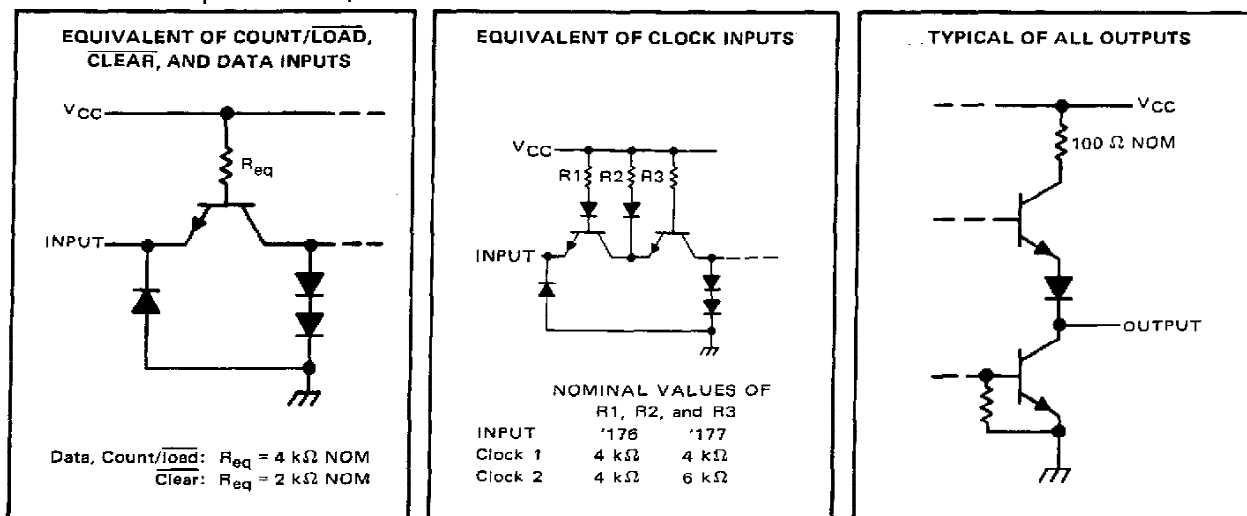 EQUIVALENT OF COUNT/LOAD,
CLEAR, AND DATA INPUTS
VCC
Req
INPUT
Data, Count/load: Req = 4 kΩ NOM
Clear: Req = 2 kΩ NOM
EQUIVALENT OF CLOCK INPUTS
VCC
R1 R2 R3
INPUT
NOMINAL VALUES OF
R1, R2, and R3
INPUT '176 '177
Clock 1 4 kΩ 4 kΩ
Clock 2 4 kΩ 6 kΩ
TYPICAL OF ALL OUTPUTS
VCC
100 Ω NOM
OUTPUT